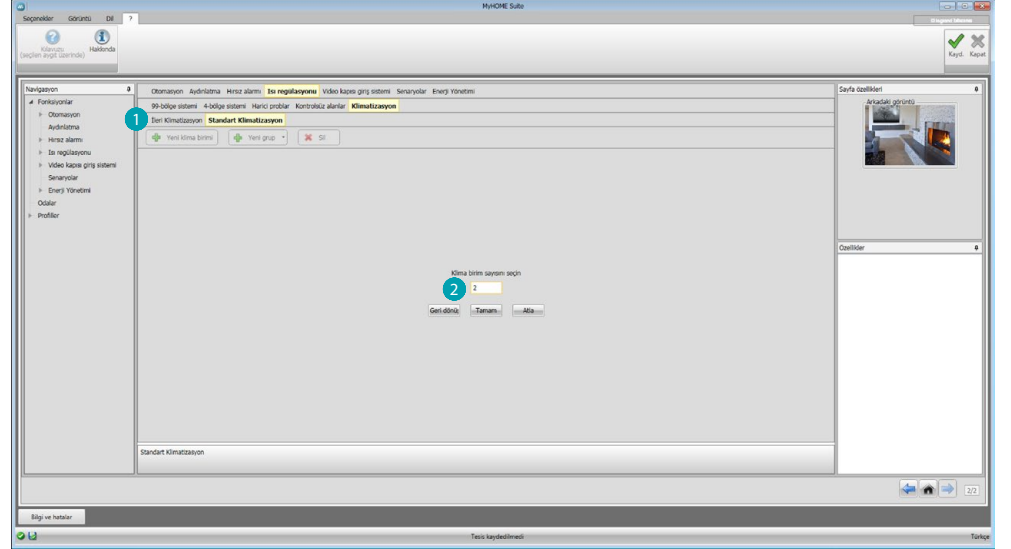 MyHOME Suite
Seçenekler Görüntü Dil ?
Kılavuzu
(seçilen aygıt üzerinde)
Hakkında
Kayd. Kapat
Navigasyon
Fonksiyonlar
Otomasyon
Aydınlatma
Hırsız alarmı
Isı regülasyonu
Video kapısı giriş sistemi
Senaryolar
Enerji Yönetimi
Odalar
Profiller
Otomasyon Aydınlatma Hırsız alarmı Isı regülasyonu Video kapısı giriş sistemi Senaryolar Enerji Yönetimi
99-bölge sistemi 4-bölge sistemi Harici problar Kontrolsüz alanlar Klimatizasyon
1
İleri Klimatizasyon Standart Klimatizasyon
Yeni klima birimi Yeni grup Sil
Klima birim sayısını seçin
2
2
Geri dönüş Tamam Atla
Standart Klimatizasyon
Sayfa özellikleri
Arkadaki görüntü
Özellikler
2/2
Bilgi ve hatalar
Tesis kaydedilmedi
Türkçe